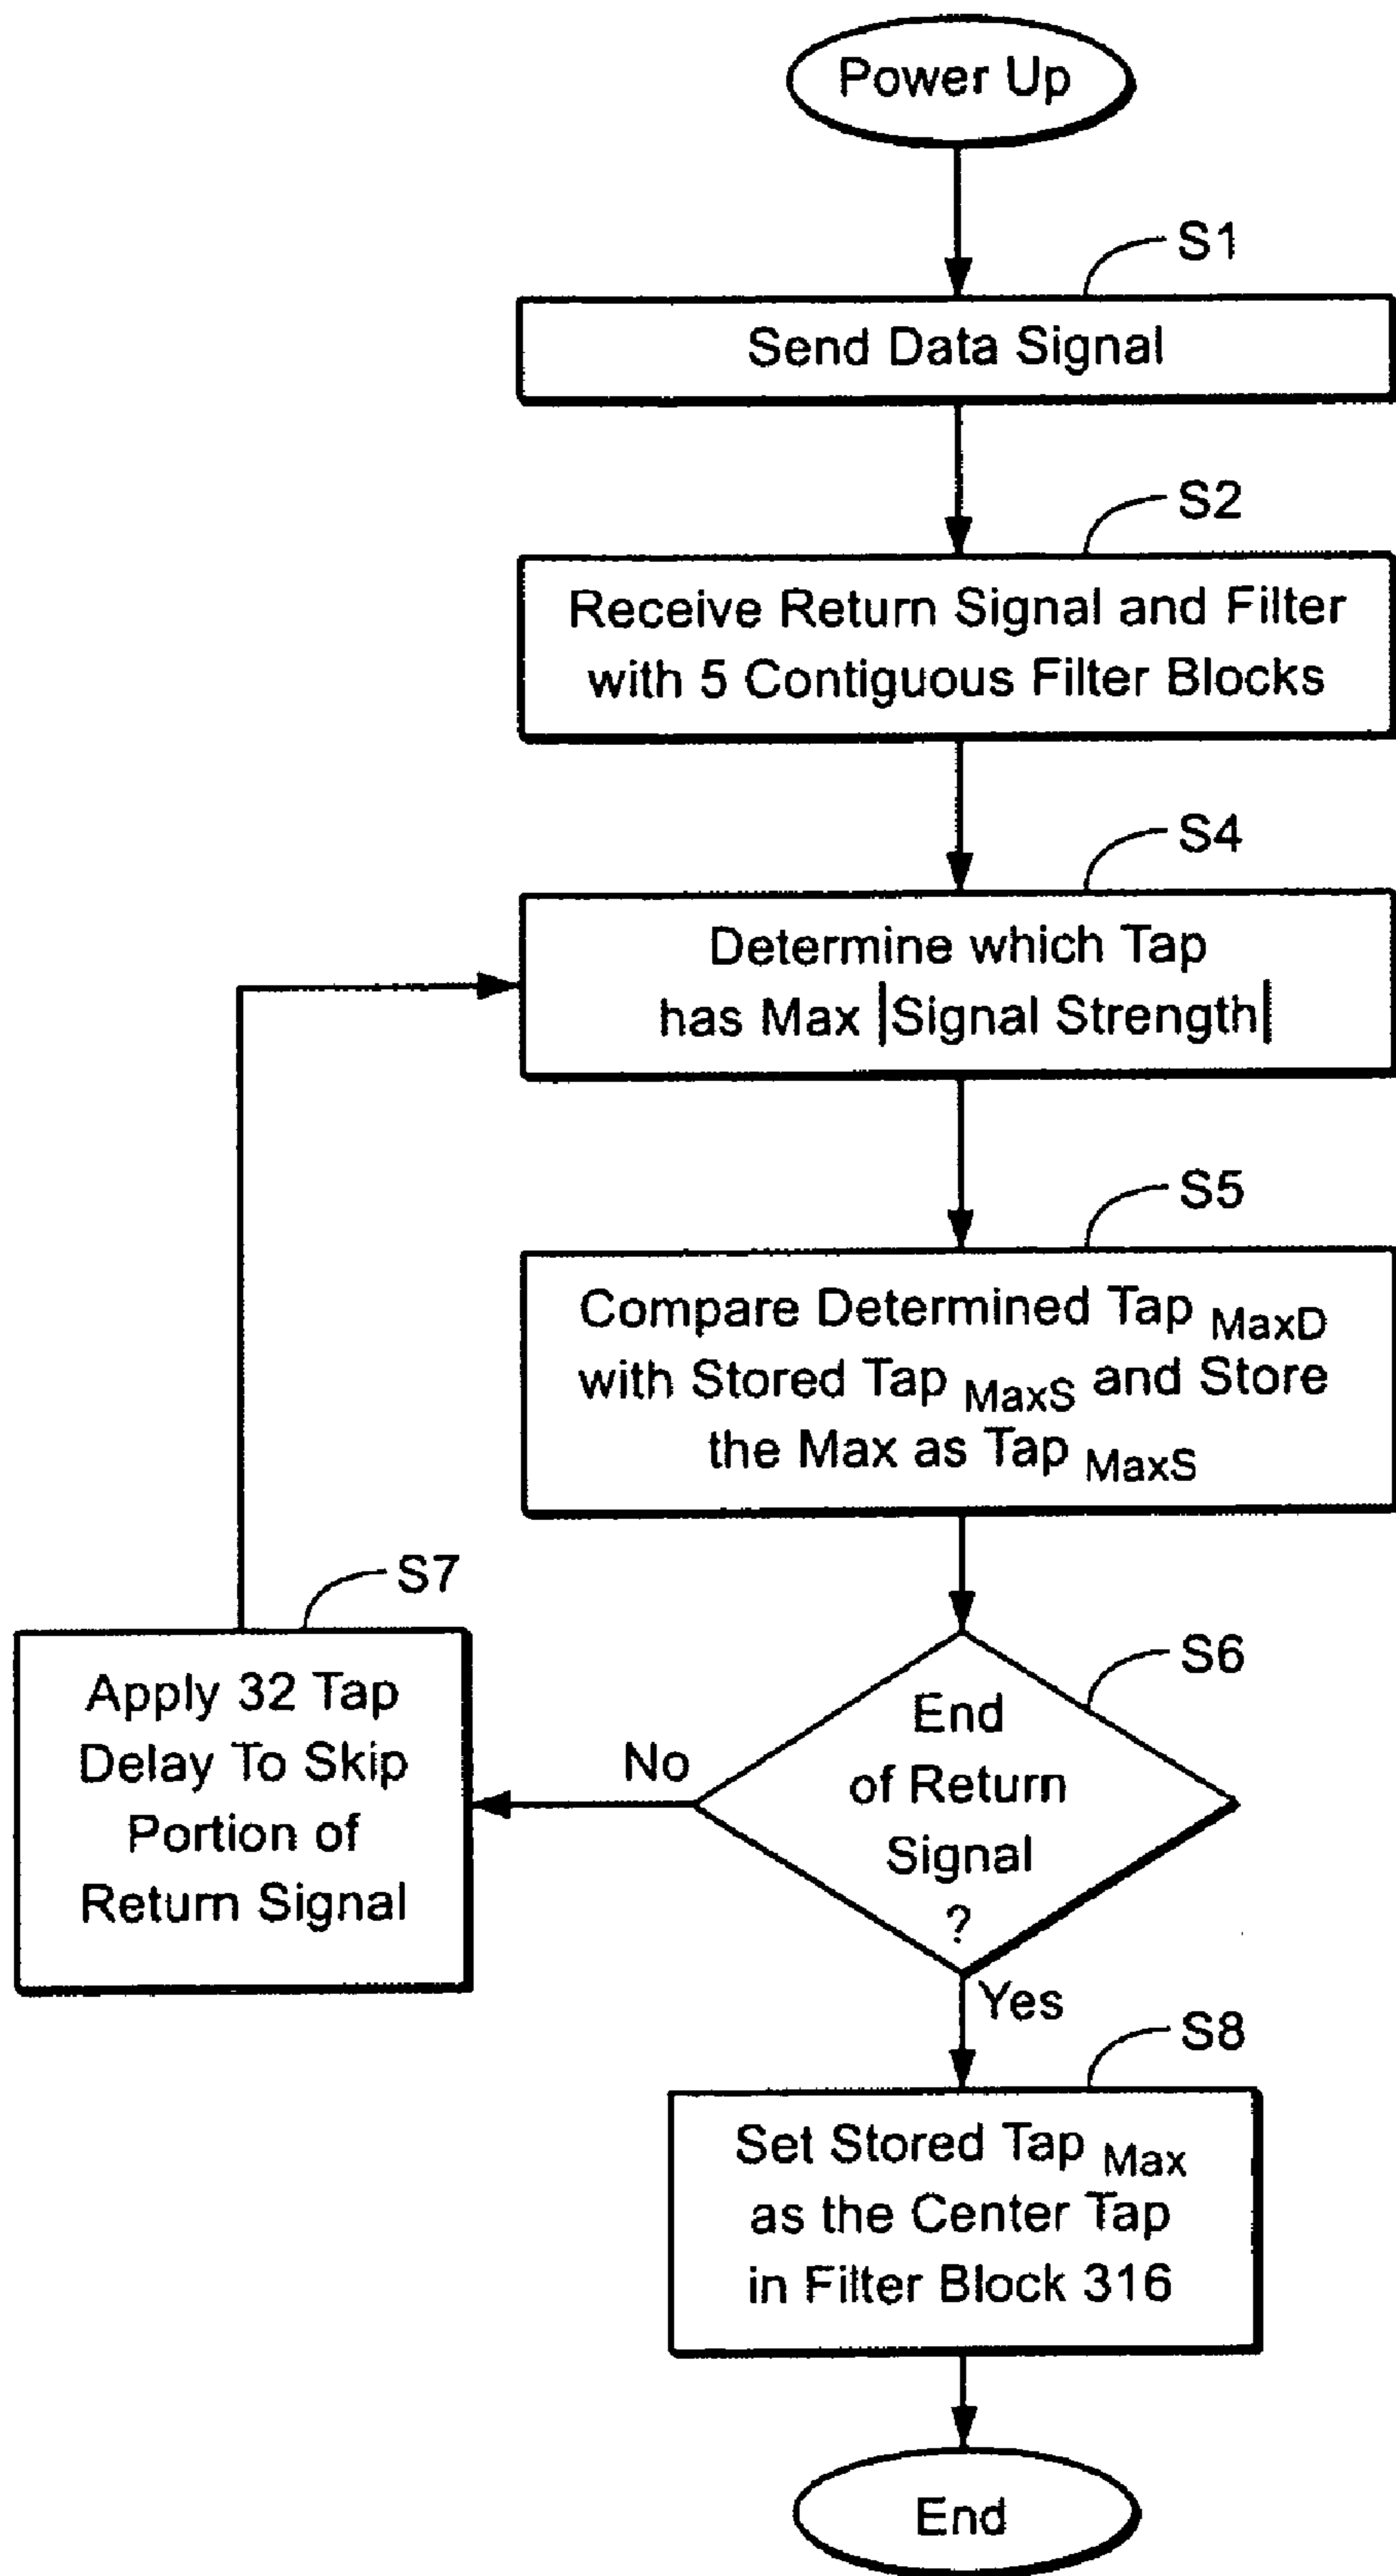 Power Up
S1
Send Data Signal
S2
Receive Return Signal and Filter
with 5 Contiguous Filter Blocks
S4
Determine which Tap
has Max |Signal Strength|
S5
Compare Determined Tap MaxD
with Stored Tap MaxS and Store
the Max as Tap MaxS
S6
End
of Return
Signal
?
No
S7
Apply 32 Tap
Delay To Skip
Portion of
Return Signal
Yes
S8
Set Stored Tap Max
as the Center Tap
in Filter Block 316
End